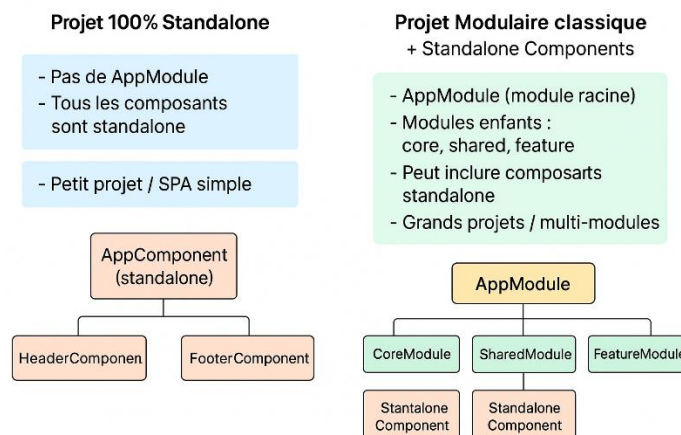 Projet 100% Standalone
- Pas de AppModule
- Tous les composants
sont standalone
- Petit projet / SPA simple
AppComponent
(standalone)
HeaderComponen
FooterComponent
Projet Modulaire classique
+ Standalone Components
- AppModule (module racine)
- Modules enfants :
core, shared, feature
- Peut inclure composarts
standalone
- Grands projets / multi-modules
AppModule
CoreModule
SharedModule
FeatureModule
Stantalone
Component
Standalone
Component